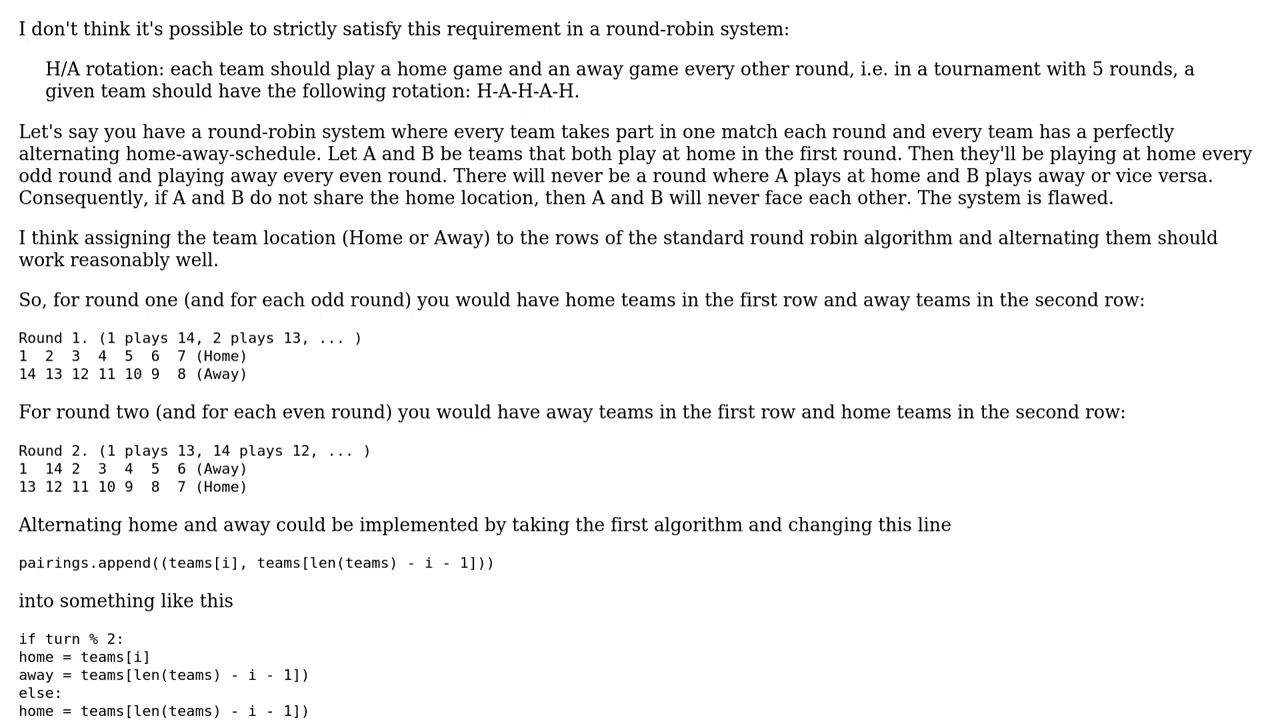 I don't think it's possible to strictly satisfy this requirement in a round-robin system:
H/A rotation: each team should play a home game and an away game every other round, i.e. in a tournament with 5 rounds, a
given team should have the following rotation: H-A-H-A-H.
Let's say you have a round-robin system where every team takes part in one match each round and every team has a perfectly
alternating home-away-schedule. Let A and B be teams that both play at home in the first round. Then they'll be playing at home every
odd round and playing away every even round. There will never be a round where A plays at home and B plays away or vice versa.
Consequently, if A and B do not share the home location, then A and B will never face each other. The system is flawed.
I think assigning the team location (Home or Away) to the rows of the standard round robin algorithm and alternating them should
work reasonably well.
So, for round one (and for each odd round) you would have home teams in the first row and away teams in the second row:
Round 1. (1 plays 14, 2 plays 13, ... )
1  2  3  4  5  6  7 (Home)
14 13 12 11 10 9  8 (Away)
For round two (and for each even round) you would have away teams in the first row and home teams in the second row:
Round 2. (1 plays 13, 14 plays 12, ... )
1  14 2  3  4  5  6 (Away)
13 12 11 10 9  8  7 (Home)
Alternating home and away could be implemented by taking the first algorithm and changing this line
pairings.append((teams[i], teams[len(teams) - i - 1]))
into something like this
if turn % 2:
home = teams[i]
away = teams[len(teams) - i - 1])
else:
home = teams[len(teams) - i - 1])